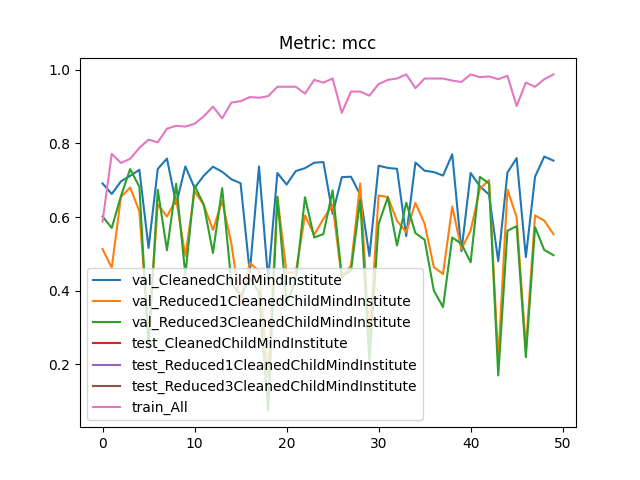 Metric: mcc
1.0
0.8
0.6
0.4
0.2
val_CleanedChildMindInstitute
val_Reduced1CleanedChildMindInstitute
val_Reduced3CleanedChildMindInstitute
test_CleanedChildMindInstitute
test_Reduced1CleanedChildMindInstitute
test_Reduced3CleanedChildMindInstitute
train_All
0 10 20 30 40 50